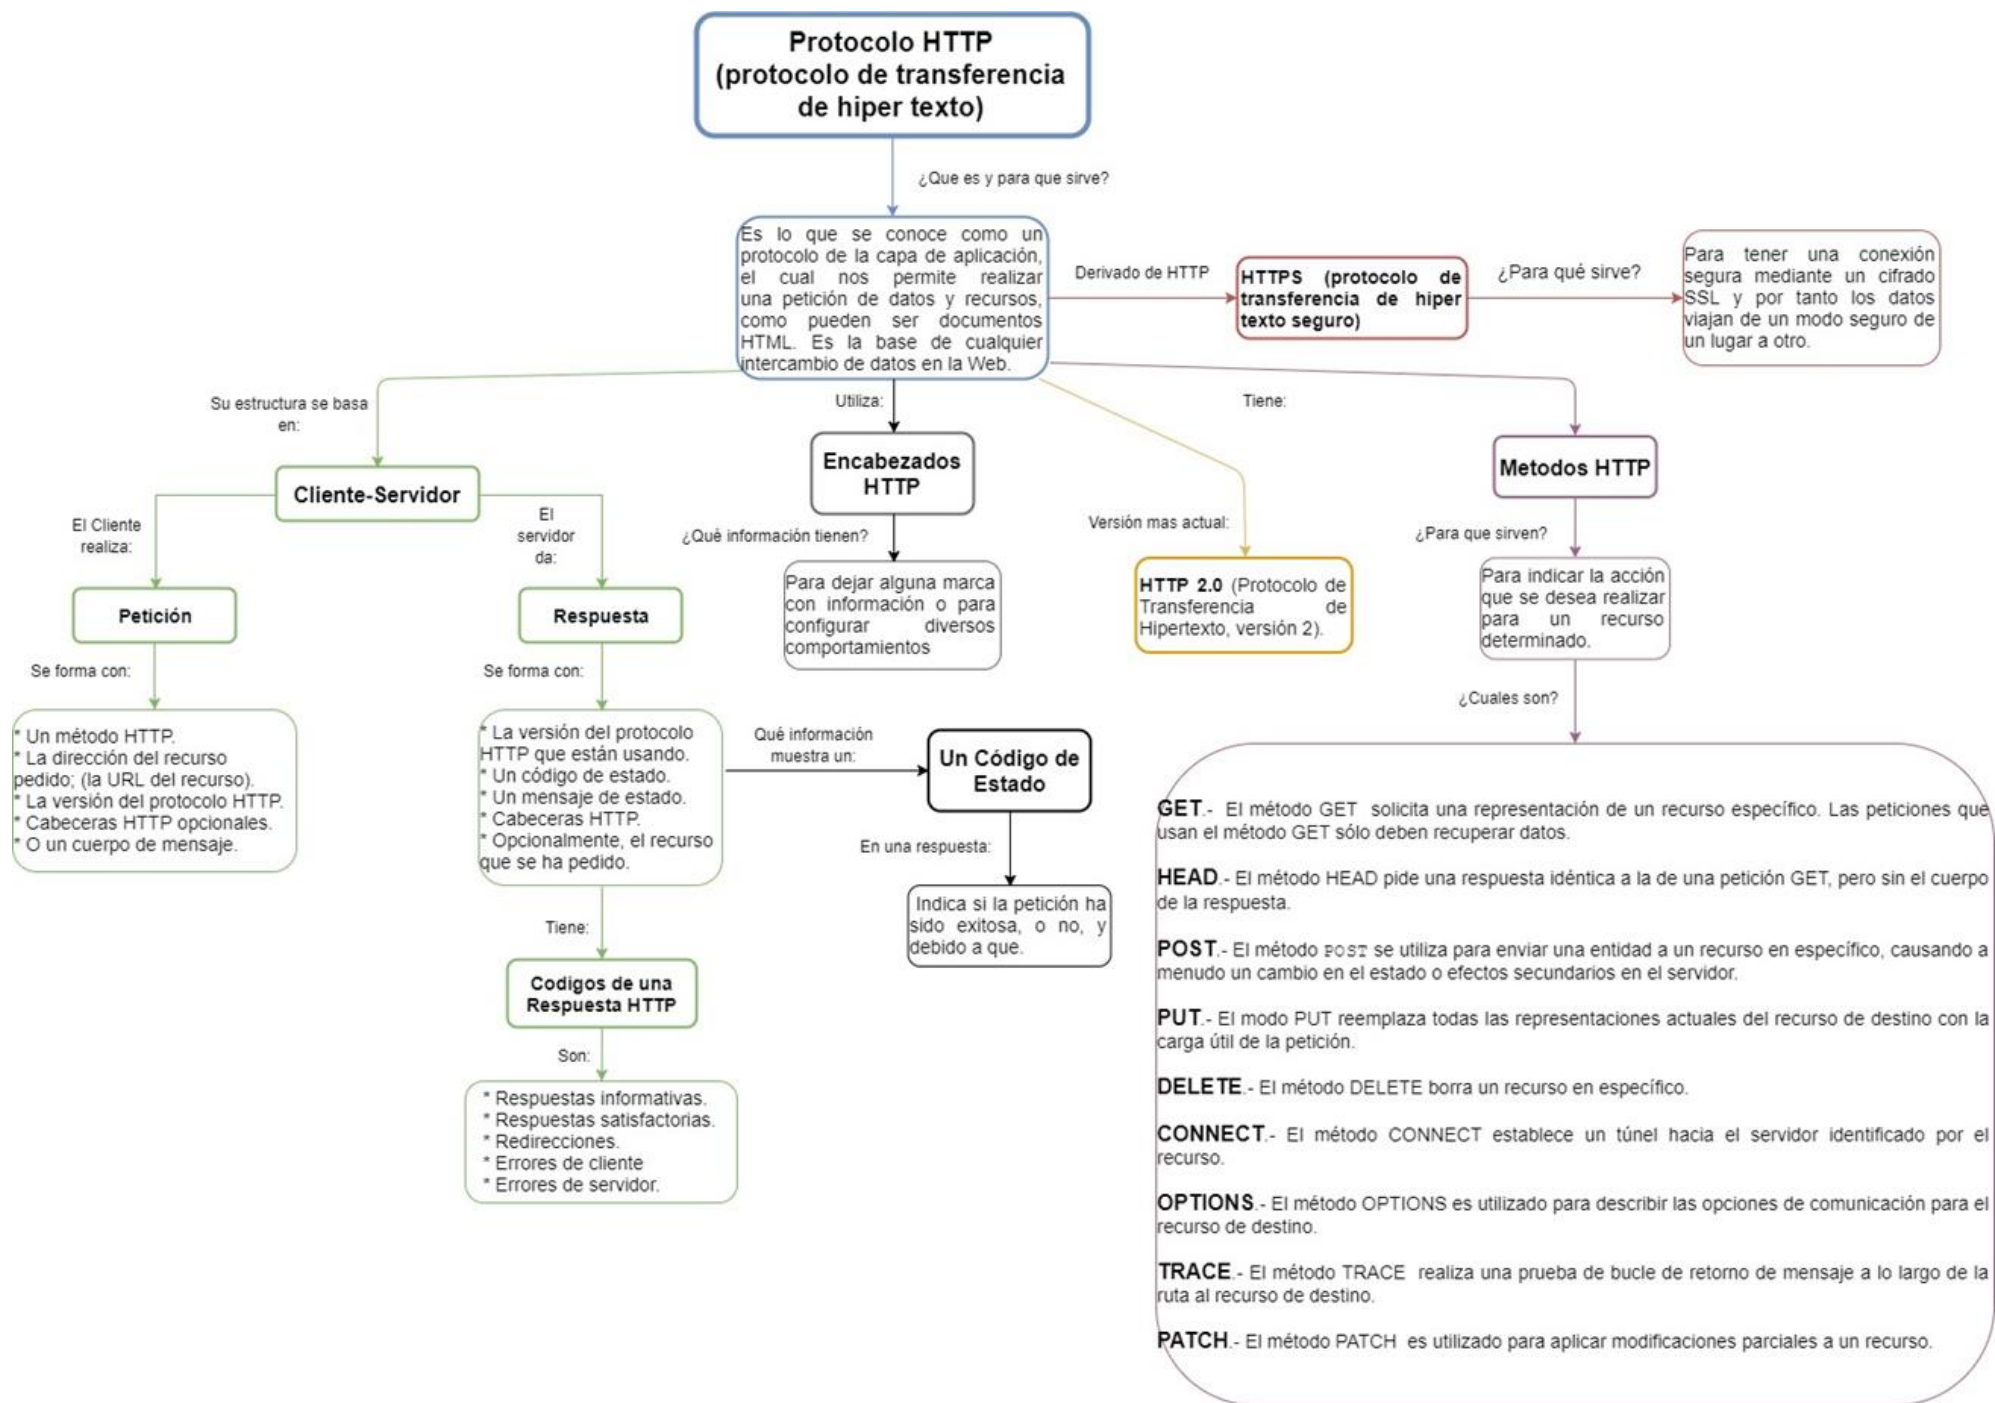 Protocolo HTTP
(protocolo de transferencia
de hiper texto)
¿Que es y para que sirve?
Es lo que se conoce como un
protocolo de la capa de aplicación,
el cual nos permite realizar
una petición de datos y recursos,
como pueden ser documentos
HTML. Es la base de cualquier
intercambio de datos en la Web.
Derivado de HTTP
HTTPS (protocolo de
transferencia de hiper
texto seguro)
¿Para qué sirve?
Para tener una conexión
segura mediante un cifrado
SSL y por tanto los datos
viajan de un modo seguro de
un lugar a otro.
Su estructura se basa
en:
Cliente-Servidor
El Cliente
realiza:
Petición
Se forma con:
* Un método HTTP.
* La dirección del recurso
pedido; (la URL del recurso).
* La versión del protocolo HTTP.
* Cabeceras HTTP opcionales.
* O un cuerpo de mensaje.
El
servidor
da:
Respuesta
Se forma con:
* La versión del protocolo
HTTP que están usando.
* Un código de estado.
* Un mensaje de estado.
* Cabeceras HTTP.
* Opcionalmente, el recurso
que se ha pedido.
Tiene:
Codigos de una
Respuesta HTTP
Son:
* Respuestas informativas.
* Respuestas satisfactorias.
* Redirecciones.
* Errores de cliente
* Errores de servidor.
Qué información
muestra un:
Un Código de
Estado
En una respuesta:
Indica si la petición ha
sido exitosa, o no, y
debido a que.
Utiliza:
Encabezados
HTTP
¿Qué información tienen?
Para dejar alguna marca
con información o para
configurar diversos
comportamientos
Versión mas actual:
HTTP 2.0 (Protocolo de
Transferencia de
Hipertexto, versión 2).
Tiene:
Metodos HTTP
¿Para que sirven?
Para indicar la acción
que se desea realizar
para un recurso
determinado.
¿Cuales son?
GET.- El método GET solicita una representación de un recurso específico. Las peticiones que
usan el método GET sólo deben recuperar datos.
HEAD.- El método HEAD pide una respuesta idéntica a la de una petición GET, pero sin el cuerpo
de la respuesta.
POST.- El método POST se utiliza para enviar una entidad a un recurso en específico, causando a
menudo un cambio en el estado o efectos secundarios en el servidor.
PUT.- El modo PUT reemplaza todas las representaciones actuales del recurso de destino con la
carga útil de la petición.
DELETE.- El método DELETE borra un recurso en específico.
CONNECT.- El método CONNECT establece un túnel hacia el servidor identificado por el
recurso.
OPTIONS.- El método OPTIONS es utilizado para describir las opciones de comunicación para el
recurso de destino.
TRACE.- El método TRACE realiza una prueba de bucle de retorno de mensaje a lo largo de la
ruta al recurso de destino.
PATCH.- El método PATCH es utilizado para aplicar modificaciones parciales a un recurso.